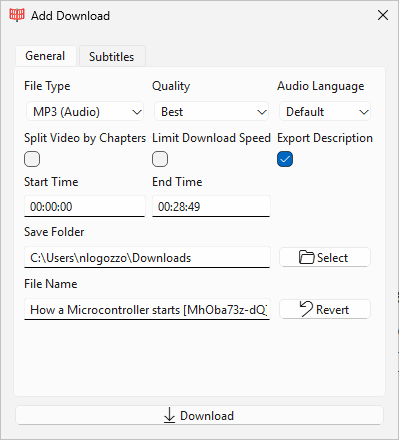 Add Download
General Subtitles
File Type Quality Audio Language
MP3 (Audio) Best Default
Split Video by Chapters Limit Download Speed Export Description
Start Time End Time
00:00:00 00:28:49
Save Folder
C:\Users\nlogozzo\Downloads Select
File Name
How a Microcontroller starts [MhOba73z-dQ] Revert
Download